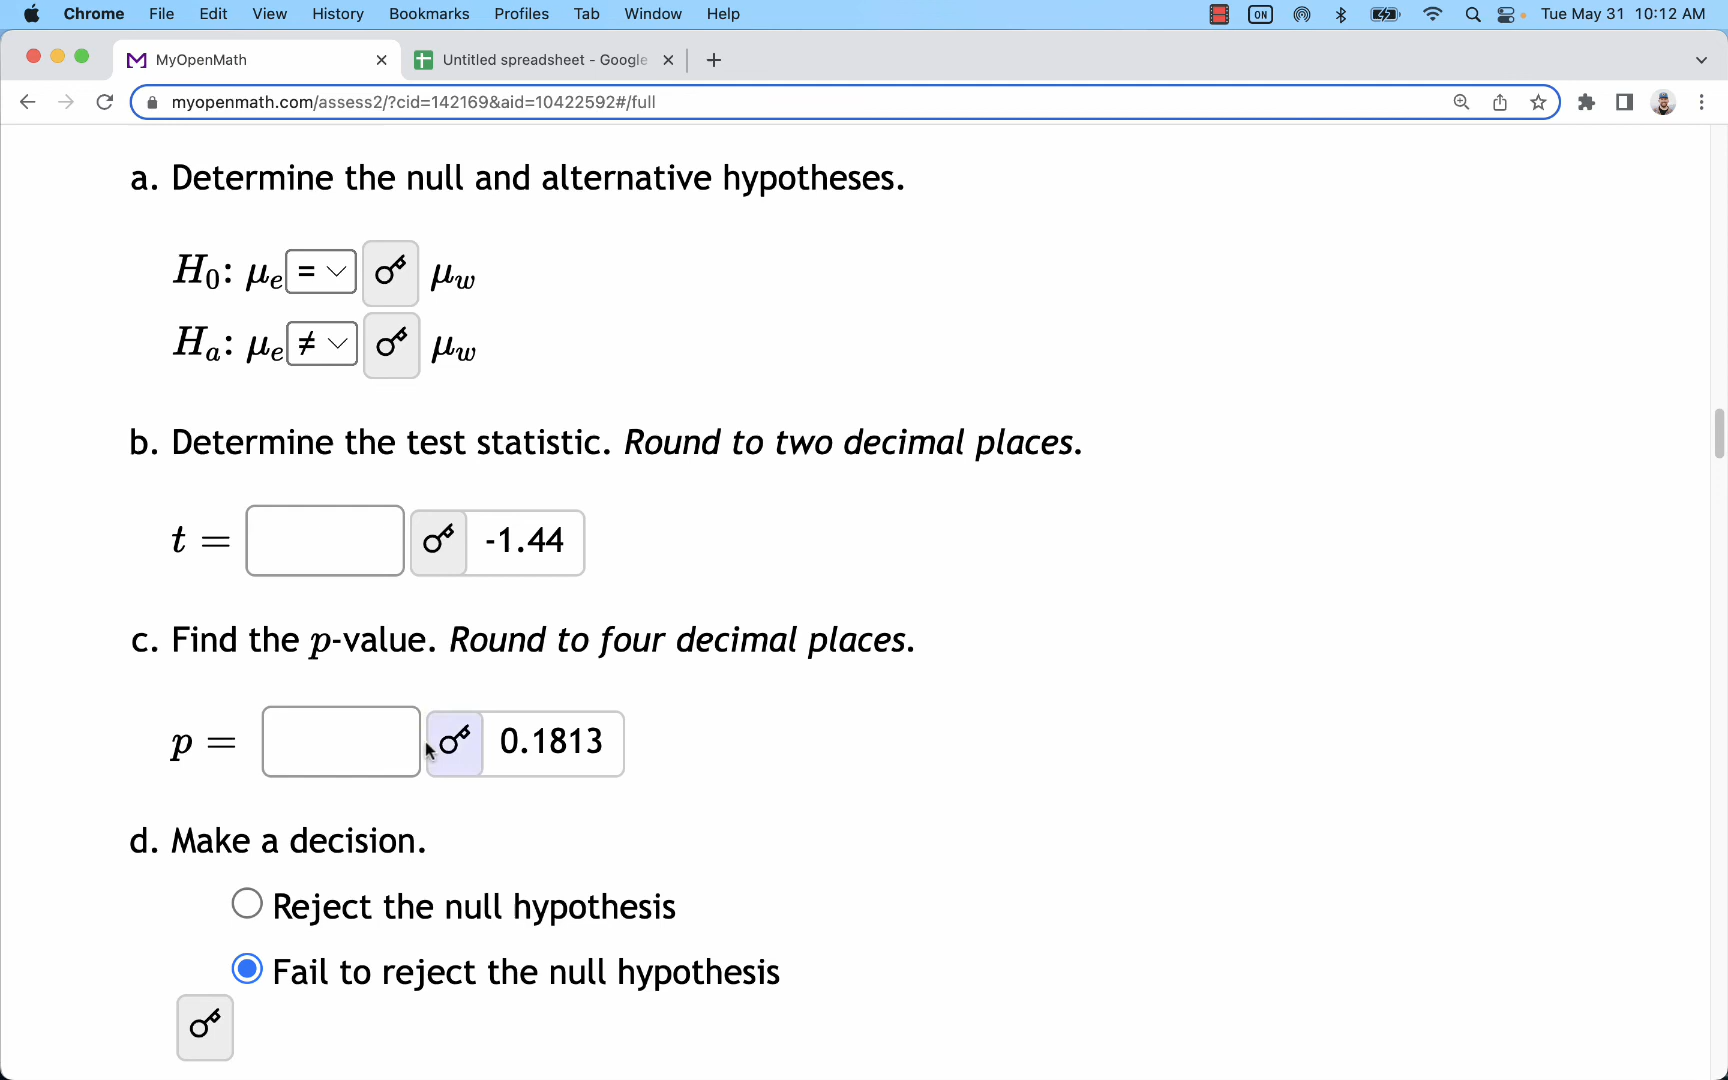 Chrome File Edit View History Bookmarks Profiles Tab Window Help ON Tue May 31 10:12 AM
MyOpenMath Untitled spreadsheet - Google
myopenmath.com/assess2/?cid=142169&aid=10422592#/full
a. Determine the null and alternative hypotheses.
H₀: μₑ = μ_w
Hₐ: μₑ ≠ μ_w
b. Determine the test statistic. Round to two decimal places.
t = -1.44
c. Find the p-value. Round to four decimal places.
p = 0.1813
d. Make a decision.
Reject the null hypothesis
Fail to reject the null hypothesis